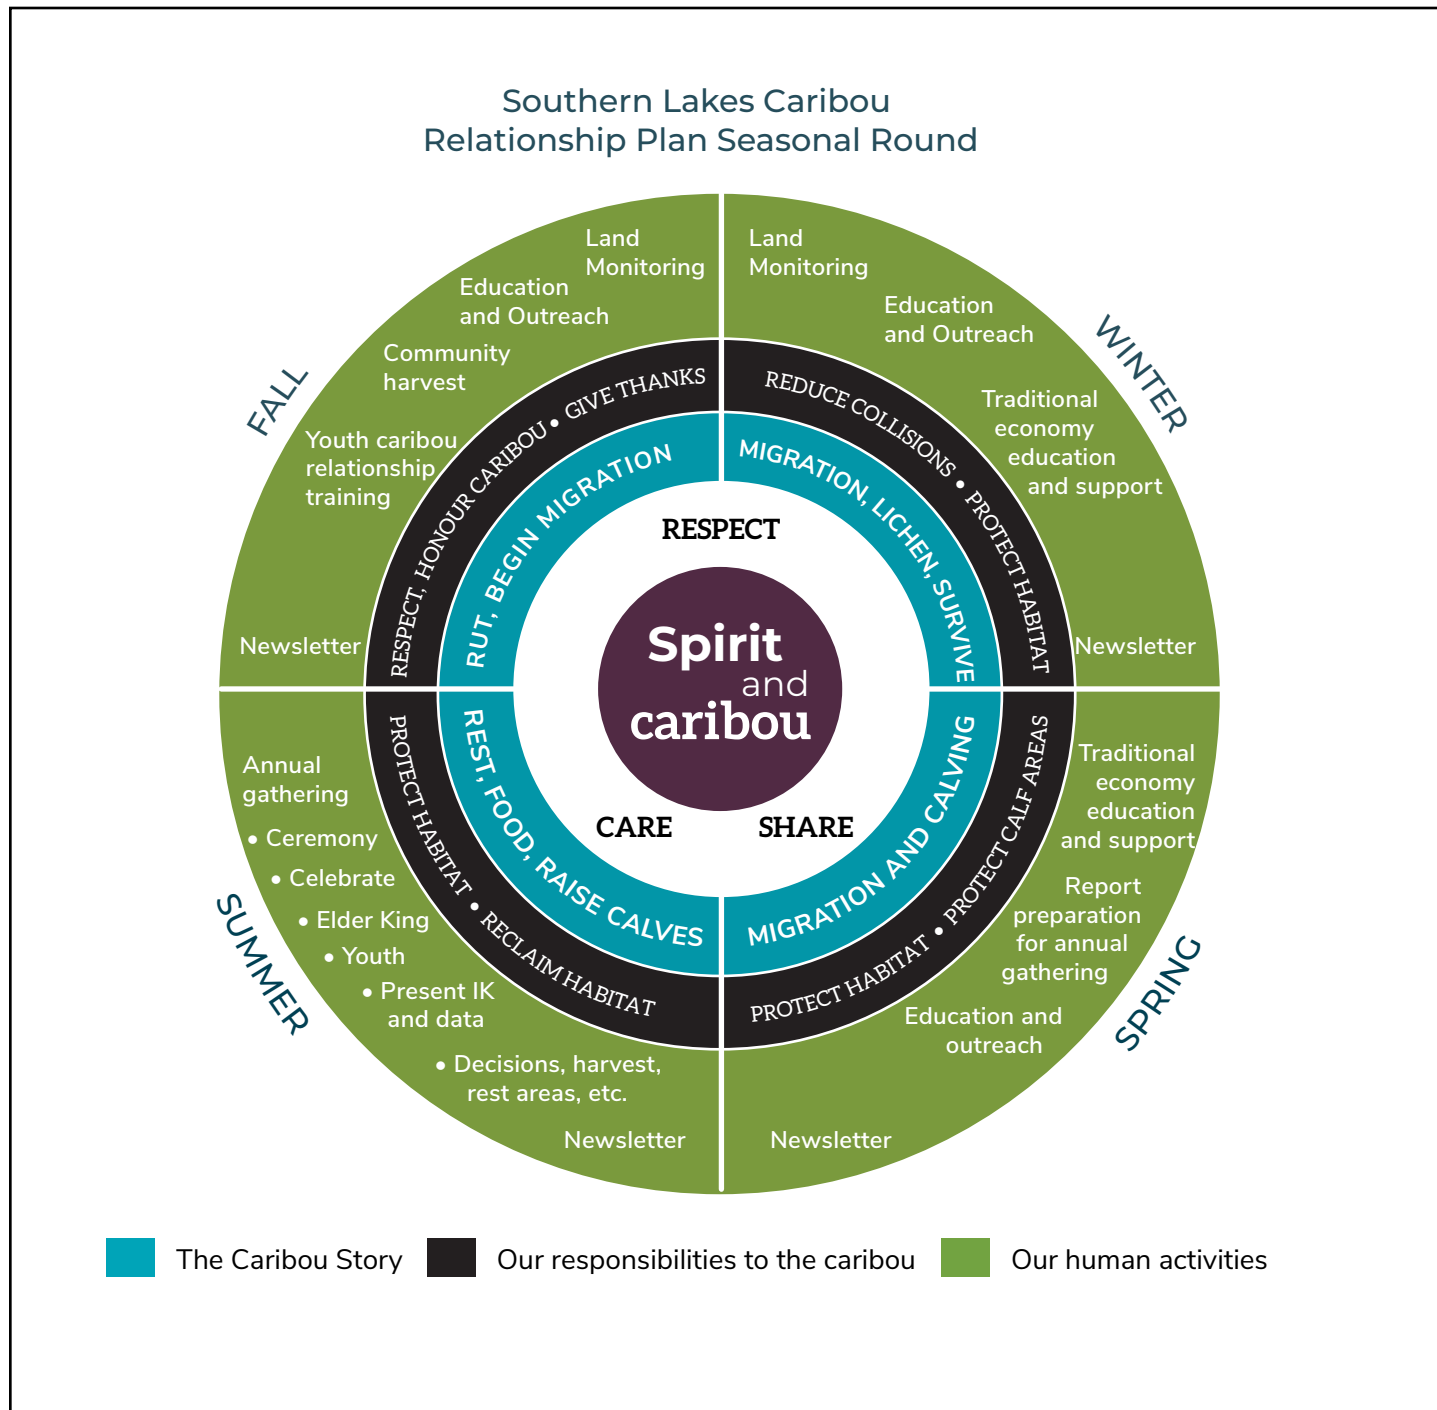 Southern Lakes Caribou
Relationship Plan Seasonal Round
FALL
Land
Monitoring
Education
and Outreach
Community
harvest
Youth caribou
relationship
training
Newsletter
RESPECT, HONOUR CARIBOU • GIVE THANKS
RUT, BEGIN MIGRATION
WINTER
Land
Monitoring
Education
and Outreach
Traditional
economy
education
and support
Newsletter
REDUCE COLLISIONS • PROTECT HABITAT
MIGRATION, LICHEN, SURVIVE
RESPECT
Spirit
and
caribou
CARE
SHARE
SUMMER
Annual
gathering
• Ceremony
• Celebrate
• Elder King
• Youth
• Present IK
and data
• Decisions, harvest,
rest areas, etc.
Newsletter
PROTECT HABITAT • RECLAIM HABITAT
REST, FOOD, RAISE CALVES
SPRING
Traditional
economy
education
and support
Report
preparation
for annual
gathering
Education and
outreach
Newsletter
PROTECT HABITAT • PROTECT CALF AREAS
MIGRATION AND CALVING
The Caribou Story
Our responsibilities to the caribou
Our human activities